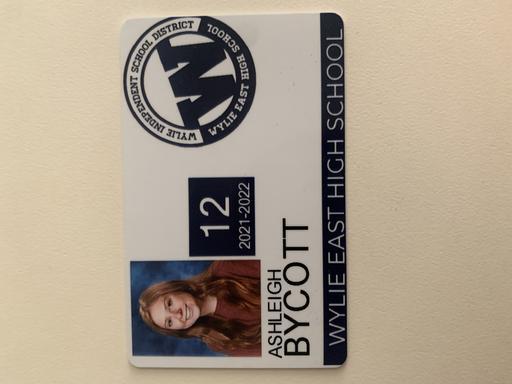 WYLIE INDEPENDENT SCHOOL DISTRICT
WYLIE EAST HIGH SCHOOL
W
12
2021-2022
ASHLEIGH
BYCOTT
WYLIE EAST HIGH SCHOOL